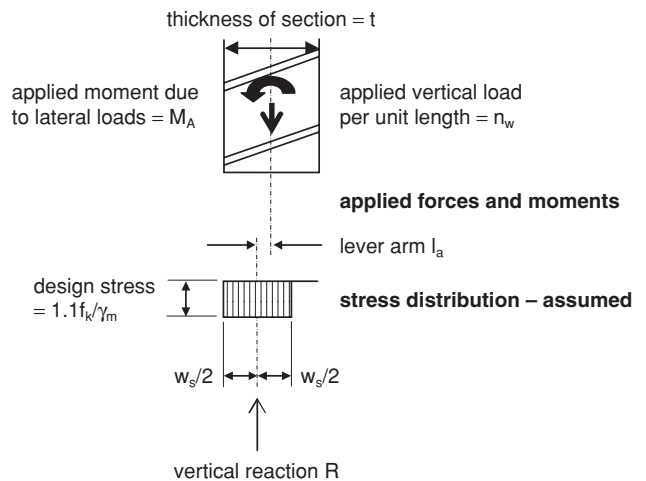 thickness of section = t
applied moment due
to lateral loads = M_A
applied vertical load
per unit length = n_w
applied forces and moments
lever arm l_a
design stress
= 1.1f_k/γ_m
stress distribution – assumed
w_s/2
w_s/2
vertical reaction R